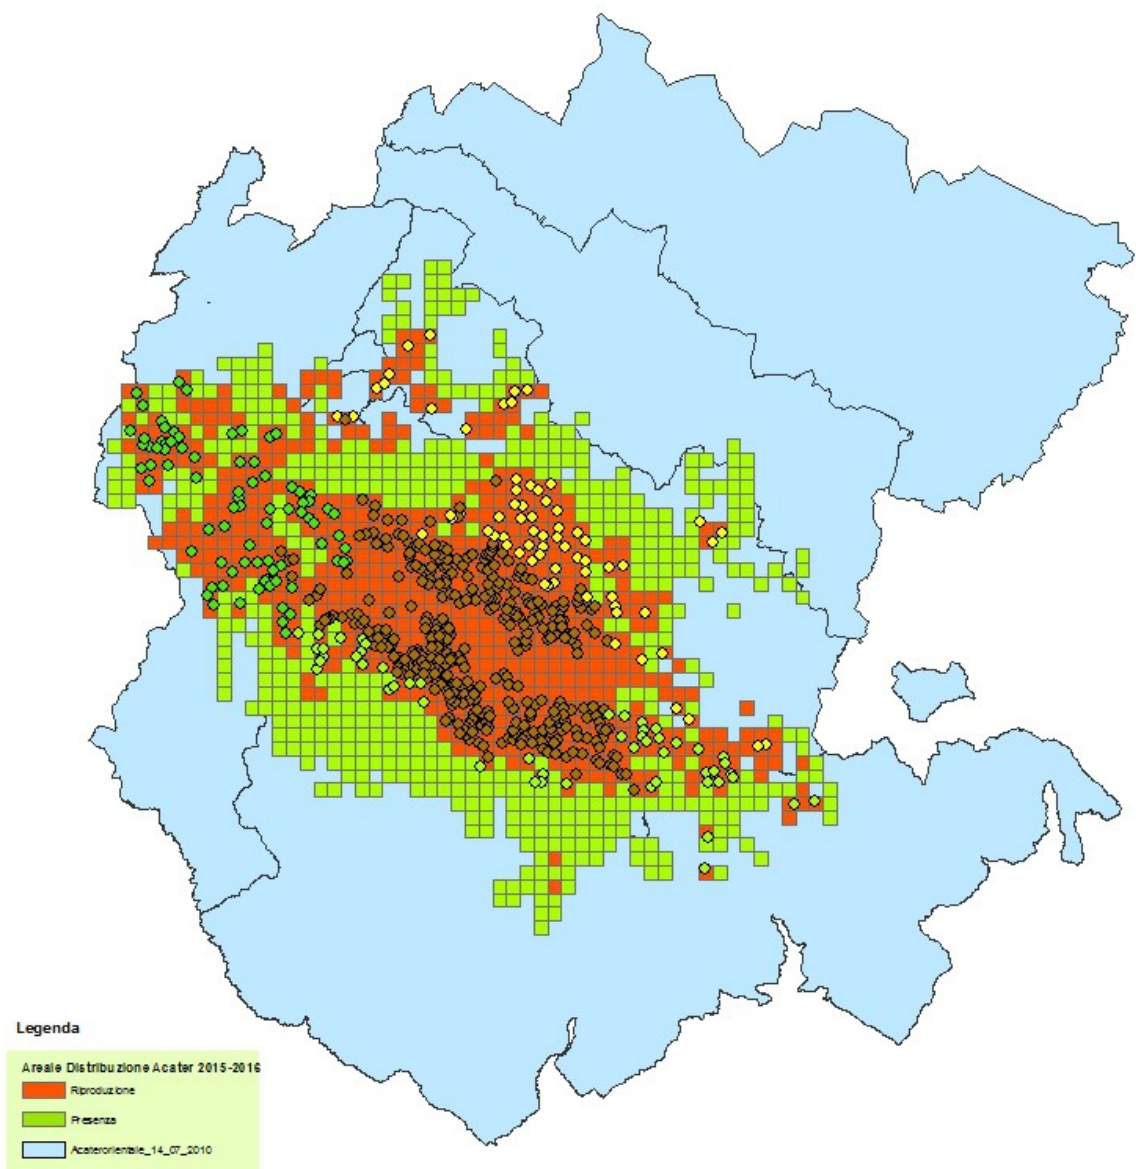 Legenda
Areale Distribuzione Acater 2015-2016
Riproduzione
Presenza
Acaterorientale_14_07_2010